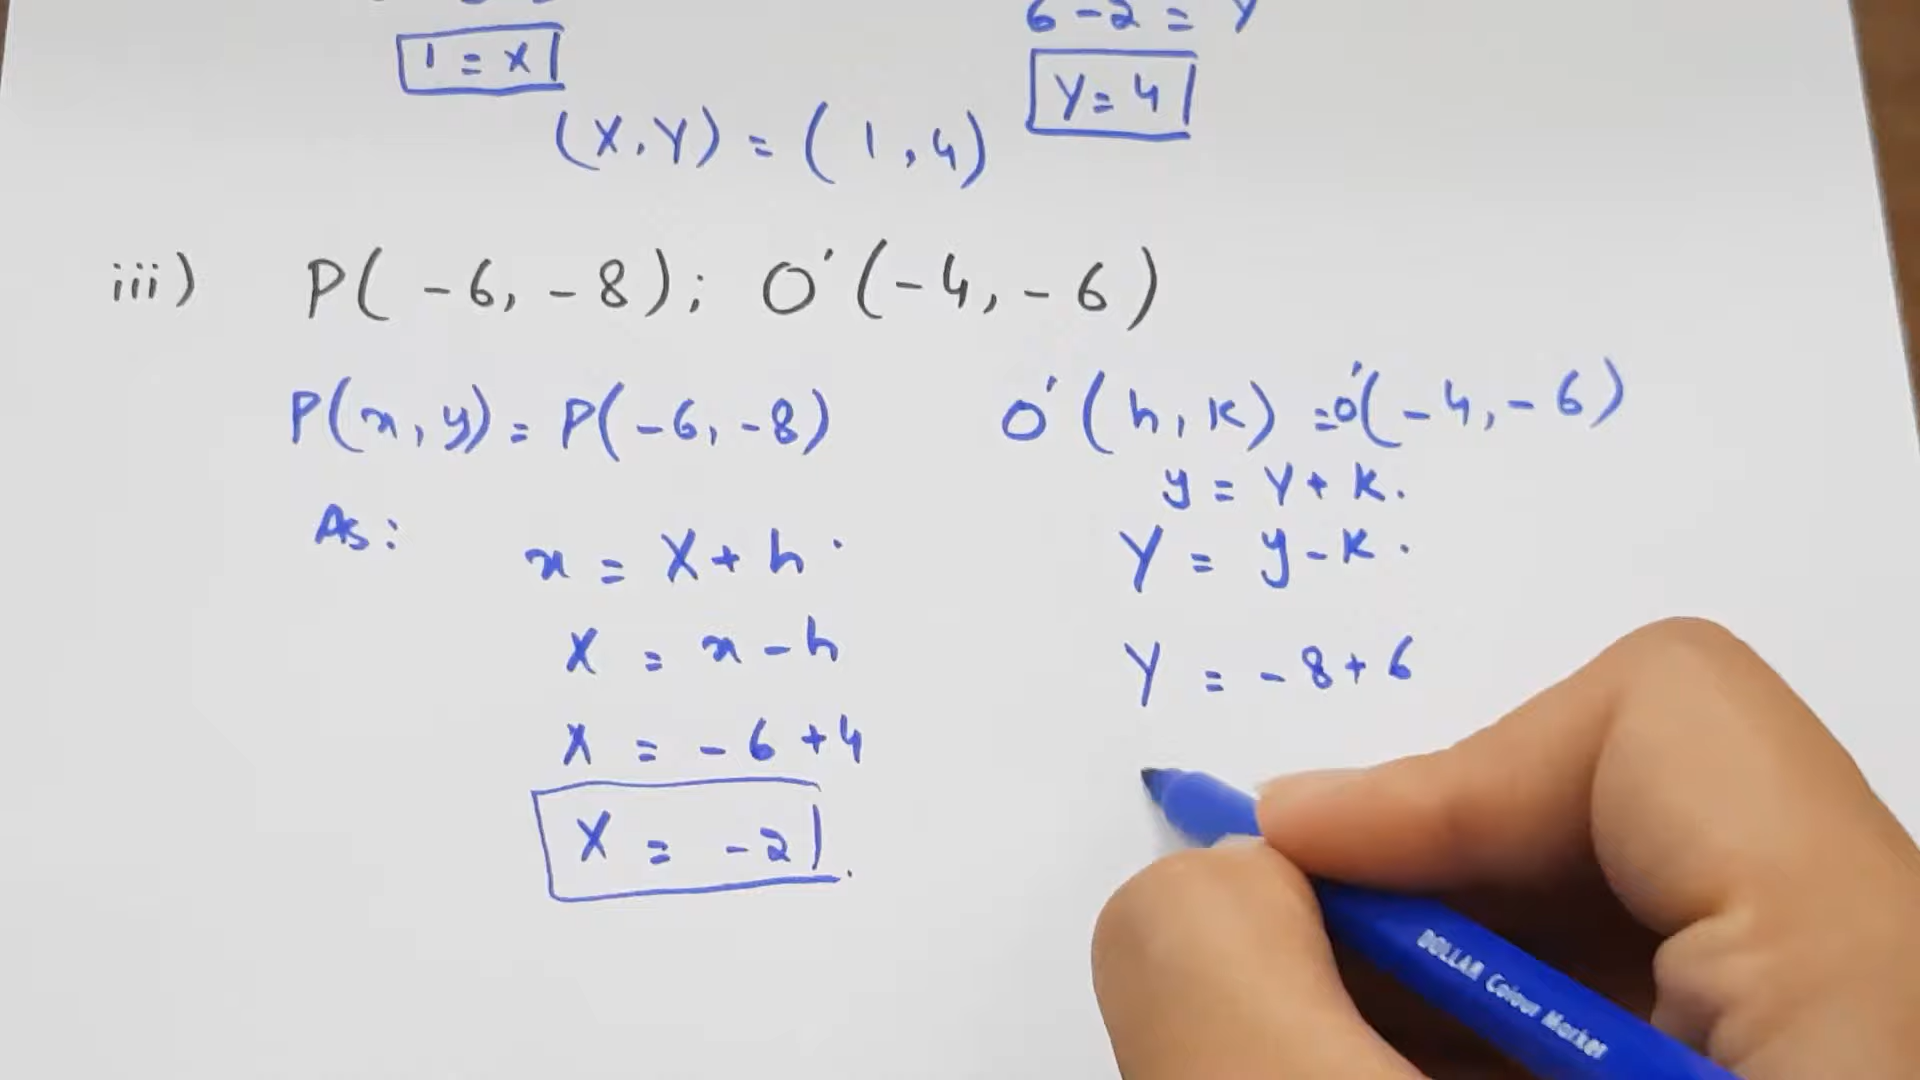 6 - 2 = Y
1 = X
Y = 4
(X, Y) = (1, 4)
iii) P(-6, -8); O'(-4, -6)
P(x, y) = P(-6, -8)
O'(h, k) = O'(-4, -6)
y = Y + k.
As:
x = X + h.
Y = y - k.
X = x - h
Y = -8 + 6
X = -6 + 4
X = -2.
DOLLAR Colour Marker